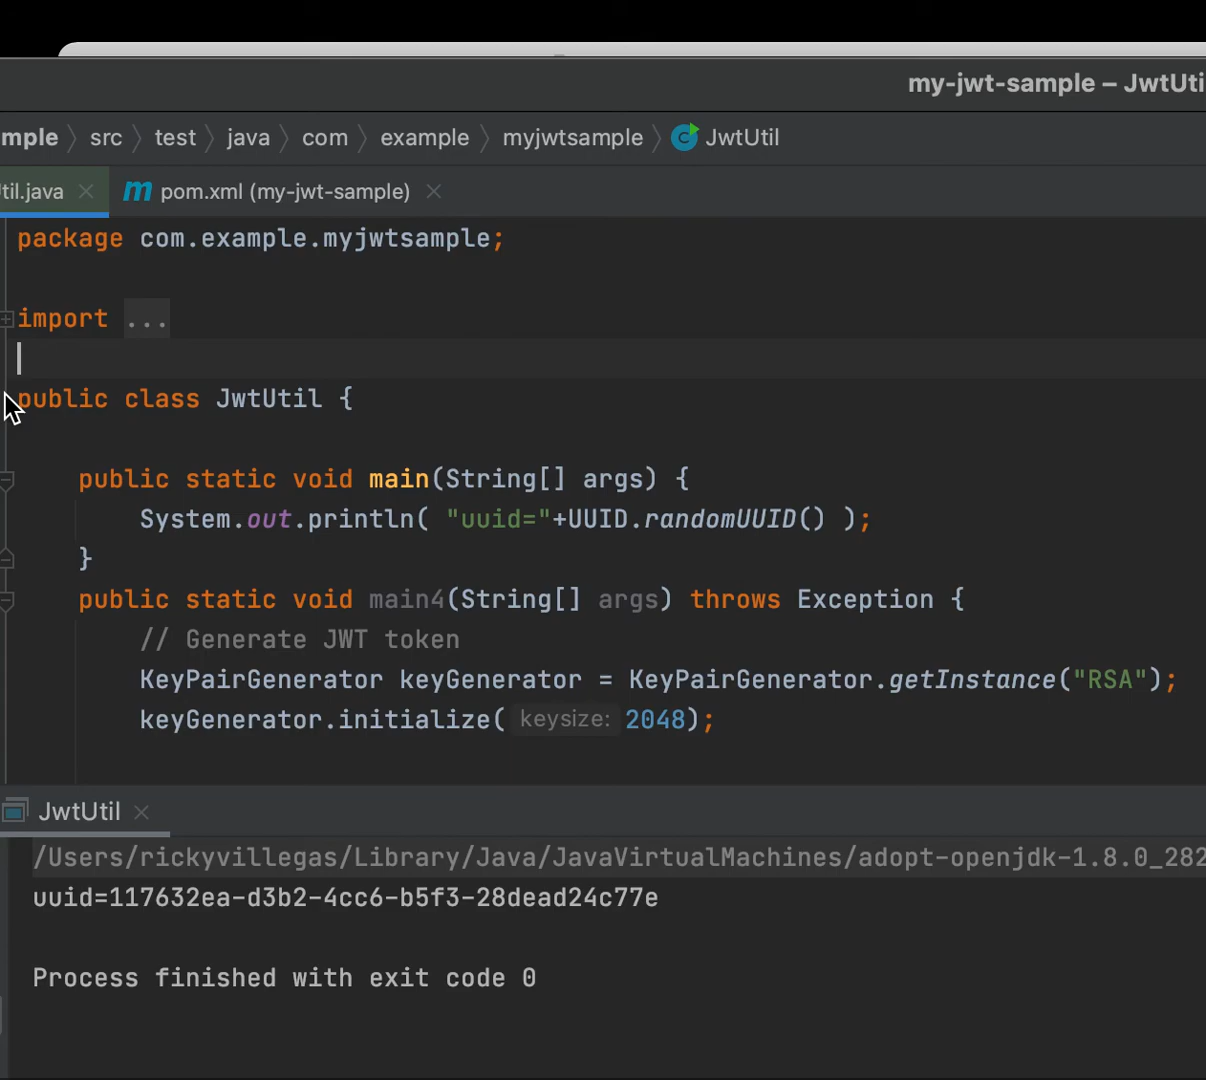 my-jwt-sample – JwtUti
mple 〉 src 〉 test 〉 java 〉 com 〉 example 〉 myjwtsample 〉 JwtUtil
til.java × m pom.xml (my-jwt-sample) ×
package com.example.myjwtsample;
import ...
public class JwtUtil {
public static void main(String[] args) {
System.out.println( "uuid="+UUID.randomUUID() );
}
public static void main4(String[] args) throws Exception {
// Generate JWT token
KeyPairGenerator keyGenerator = KeyPairGenerator.getInstance("RSA");
keyGenerator.initialize( keysize: 2048);
JwtUtil ×
/Users/rickyvillegas/Library/Java/JavaVirtualMachines/adopt-openjdk-1.8.0_282
uuid=117632ea-d3b2-4cc6-b5f3-28dead24c77e
Process finished with exit code 0